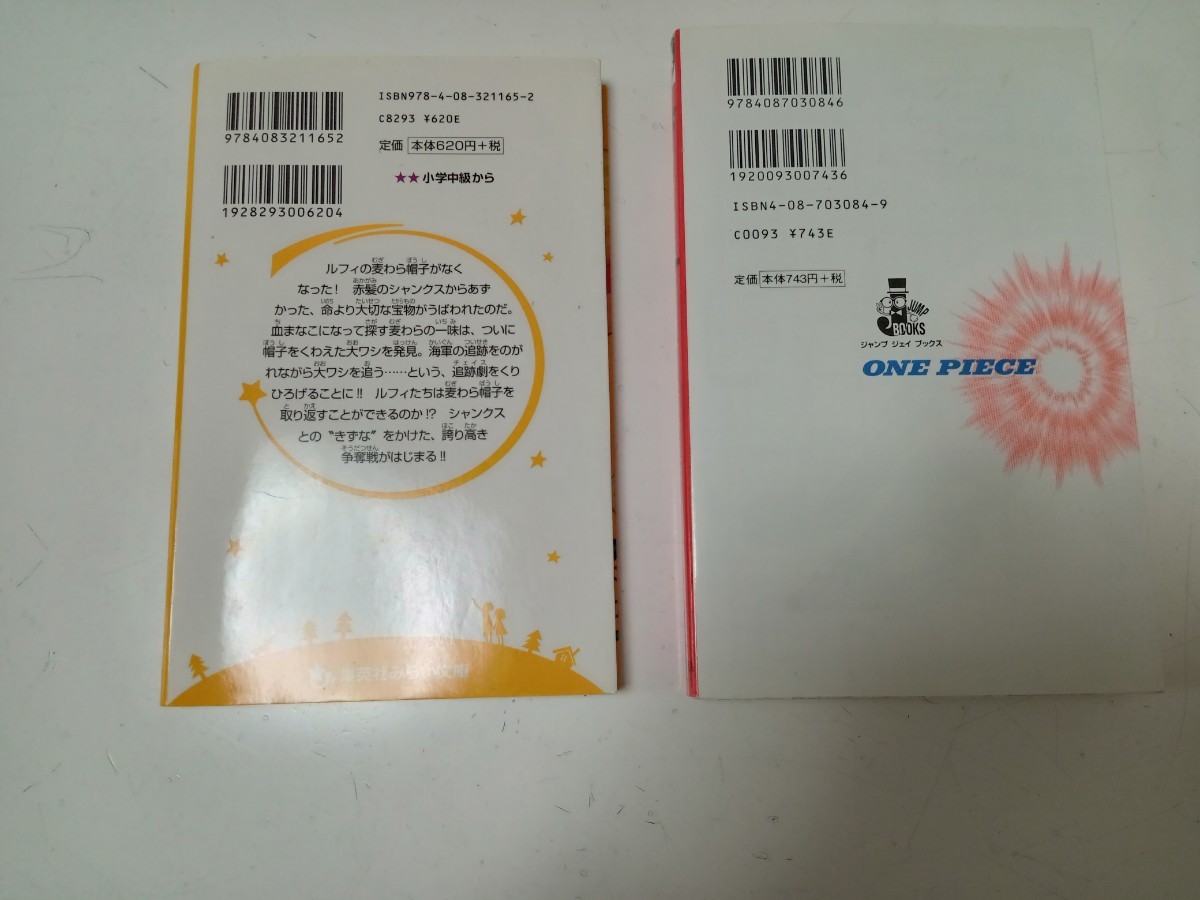 ISBN978-4-08-321165-2
C8293 ¥620E
9784083211652
定価 本体620円+税
★★小学中級から
1928293006204
ルフィの麦わら帽子がなく
なった! 赤髪のシャンクスからあず
かった、命より大切な宝物がうばわれたのだ。
血まなこになって探す麦わらの一味は、ついに
帽子をくわえた大ワシを発見。海軍の追跡をのが
れながら大ワシを追う……という、追跡劇をくり
ひろげることに!! ルフィたちは麦わら帽子を
取り返すことができるのか!? シャンクス
との"きずな"をかけた、誇り高き
争奪戦がはじまる!!
集英社みらい文庫
9784087030846
1920093007436
ISBN4-08-703084-9
C0093 ¥743E
定価 本体743円+税
JUMP
J BOOKS
ジャンプ ジェイ ブックス
ONE PIECE